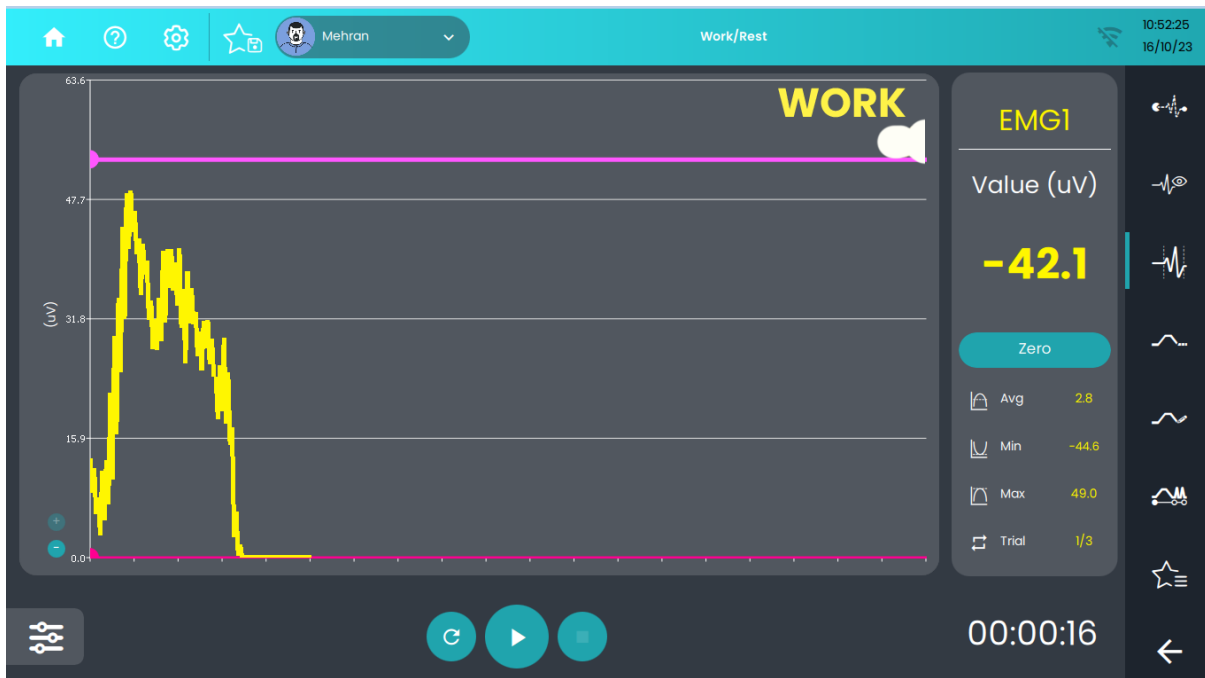 Mehran
Work/Rest
10:52:25
16/10/23
63.6
WORK
47.7
(uV)
31.8
15.9
0.0
EMG1
Value (uV)
-42.1
Zero
Avg 2.8
Min -44.6
Max 49.0
Trial 1/3
00:00:16